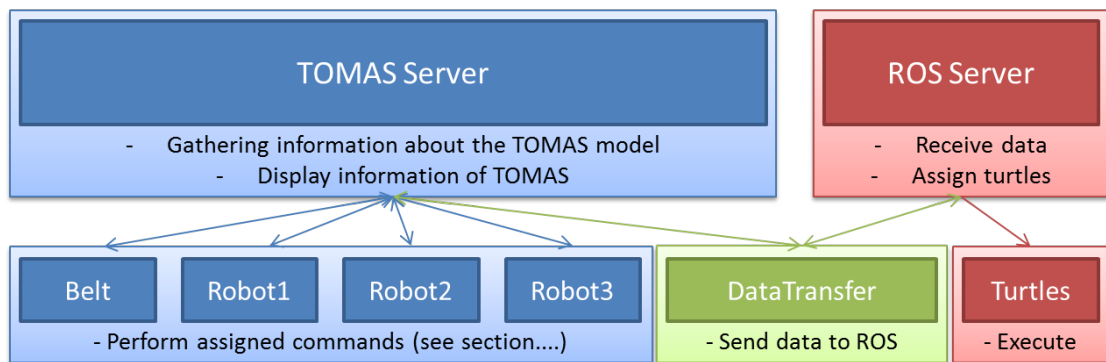 TOMAS Server
- Gathering information about the TOMAS model
- Display information of TOMAS
ROS Server
- Receive data
- Assign turtles
Belt
Robot1
Robot2
Robot3
- Perform assigned commands (see section....)
DataTransfer
- Send data to ROS
Turtles
- Execute